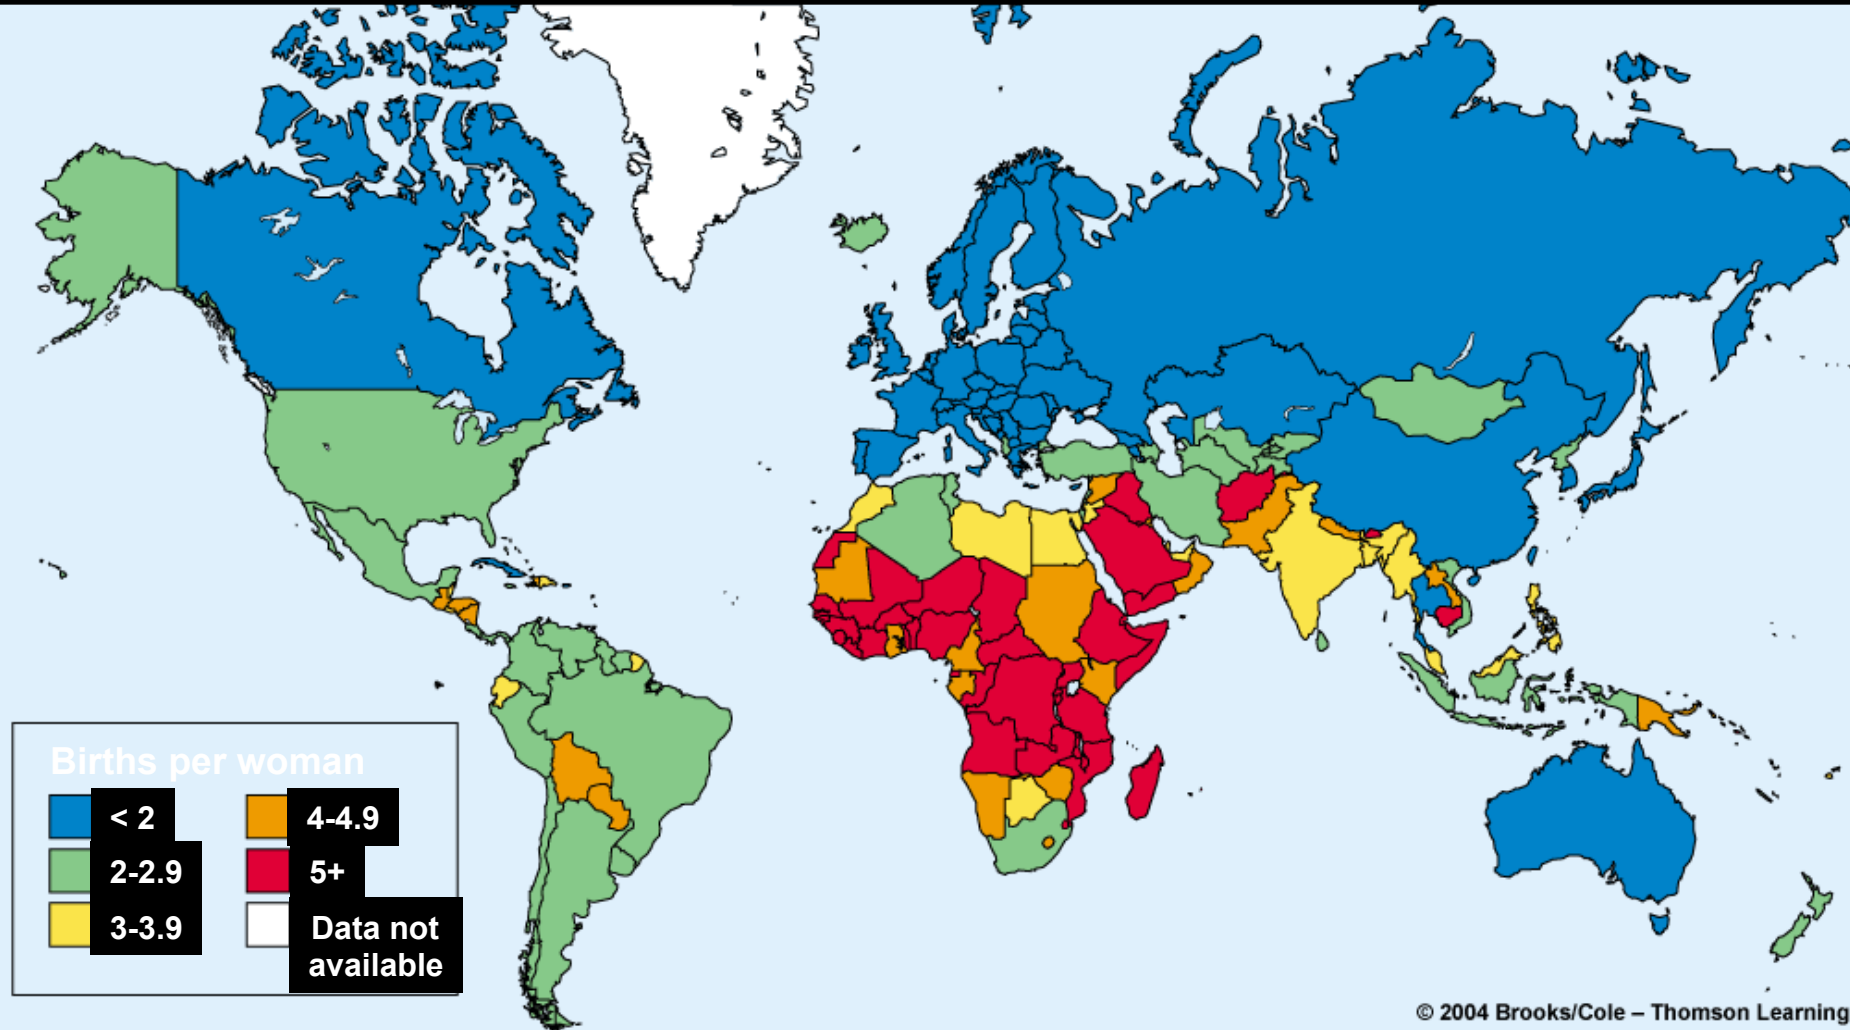 Births per woman
< 2
2-2.9
3-3.9
4-4.9
5+
Data not
available
© 2004 Brooks/Cole – Thomson Learning